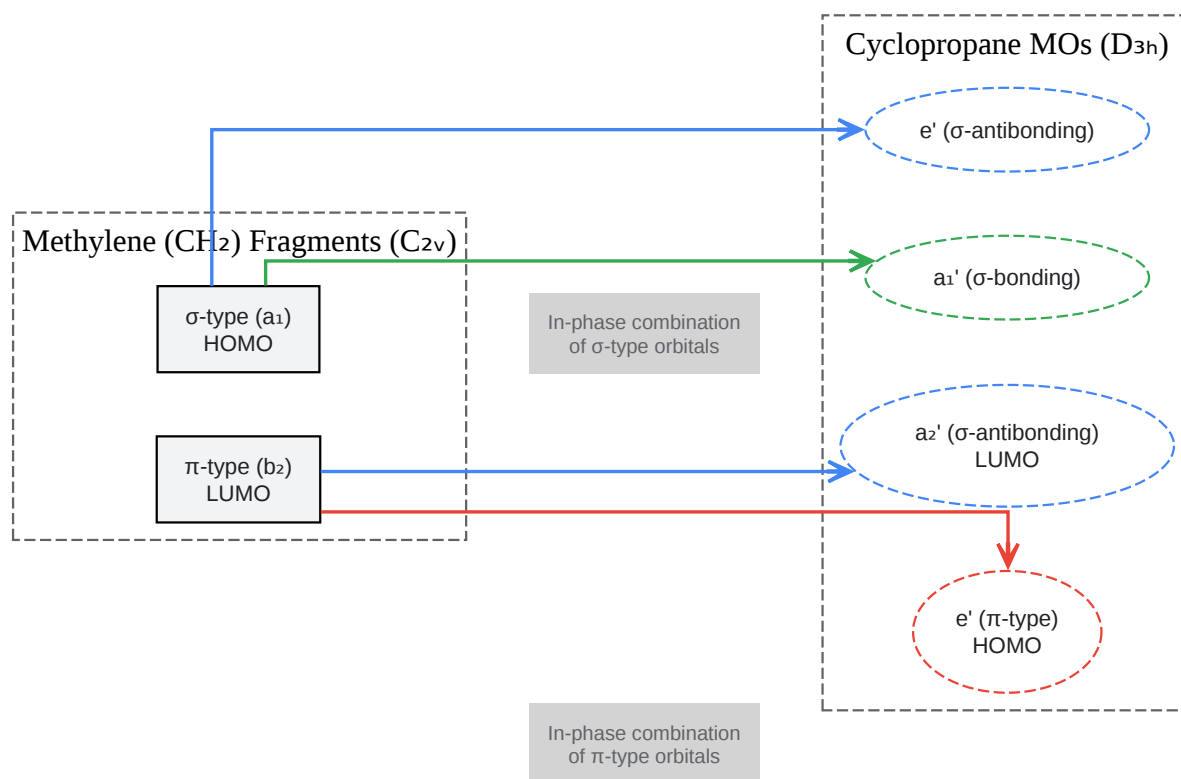 Cyclopropane MOs (D₃ₕ)
e' (σ-antibonding)
Methylene (CH₂) Fragments (C₂ᵥ)
a₁' (σ-bonding)
σ-type (a₁)
HOMO
In-phase combination
of σ-type orbitals
a₂' (σ-antibonding)
LUMO
π-type (b₂)
LUMO
e' (π-type)
HOMO
In-phase combination
of π-type orbitals